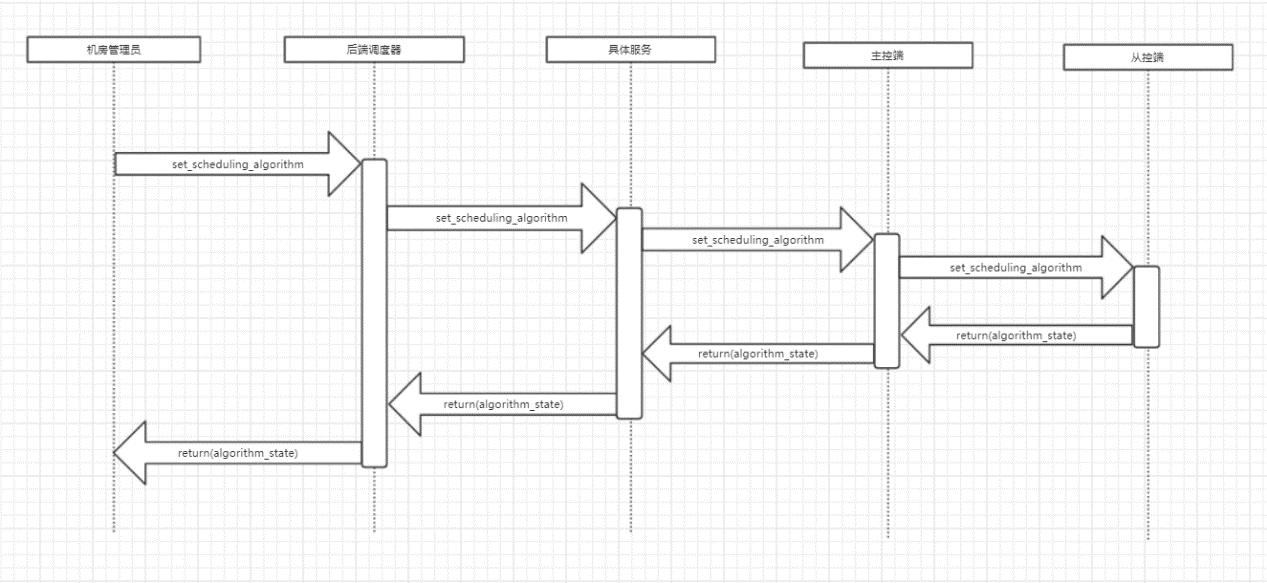 机房管理员
后端调度器
具体服务
主控端
从控端
set_scheduling_algorithm
set_scheduling_algorithm
set_scheduling_algorithm
set_scheduling_algorithm
return(algorithm_state)
return(algorithm_state)
return(algorithm_state)
return(algorithm_state)